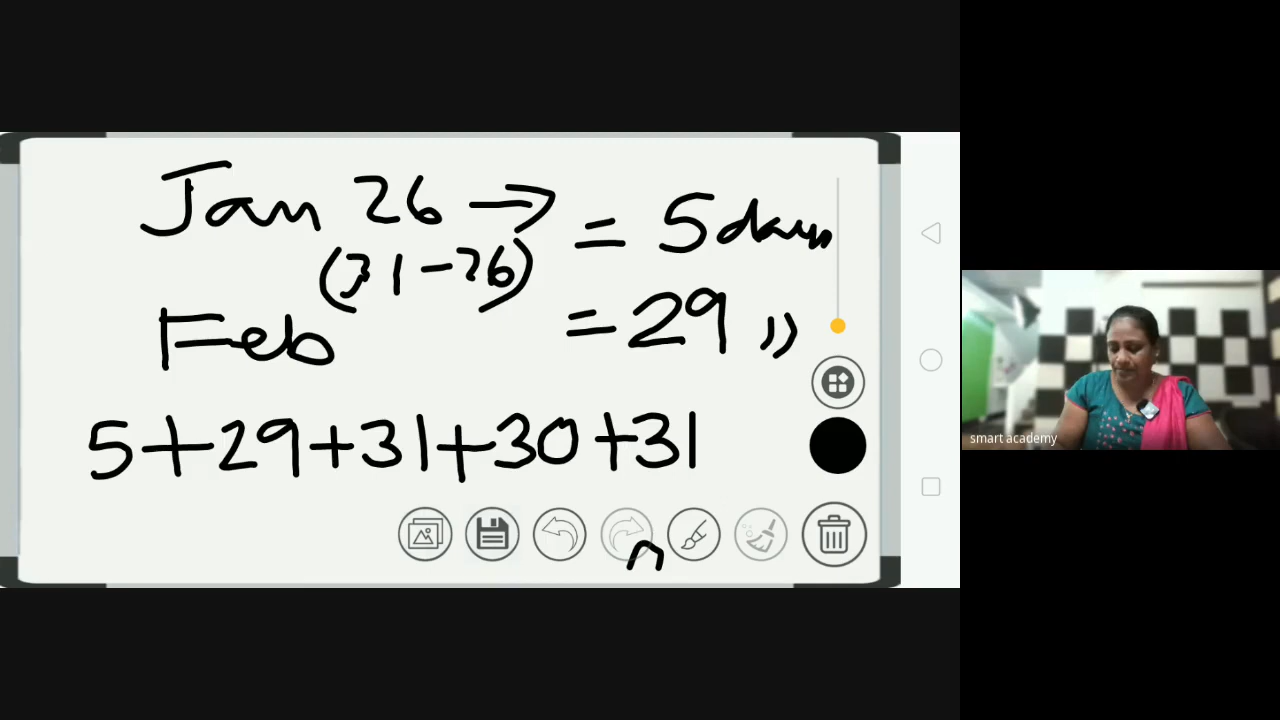 Jan 26 → = 5 days
(31-26)
Feb = 29 ,,
5+29+31+30+31
n
smart academy